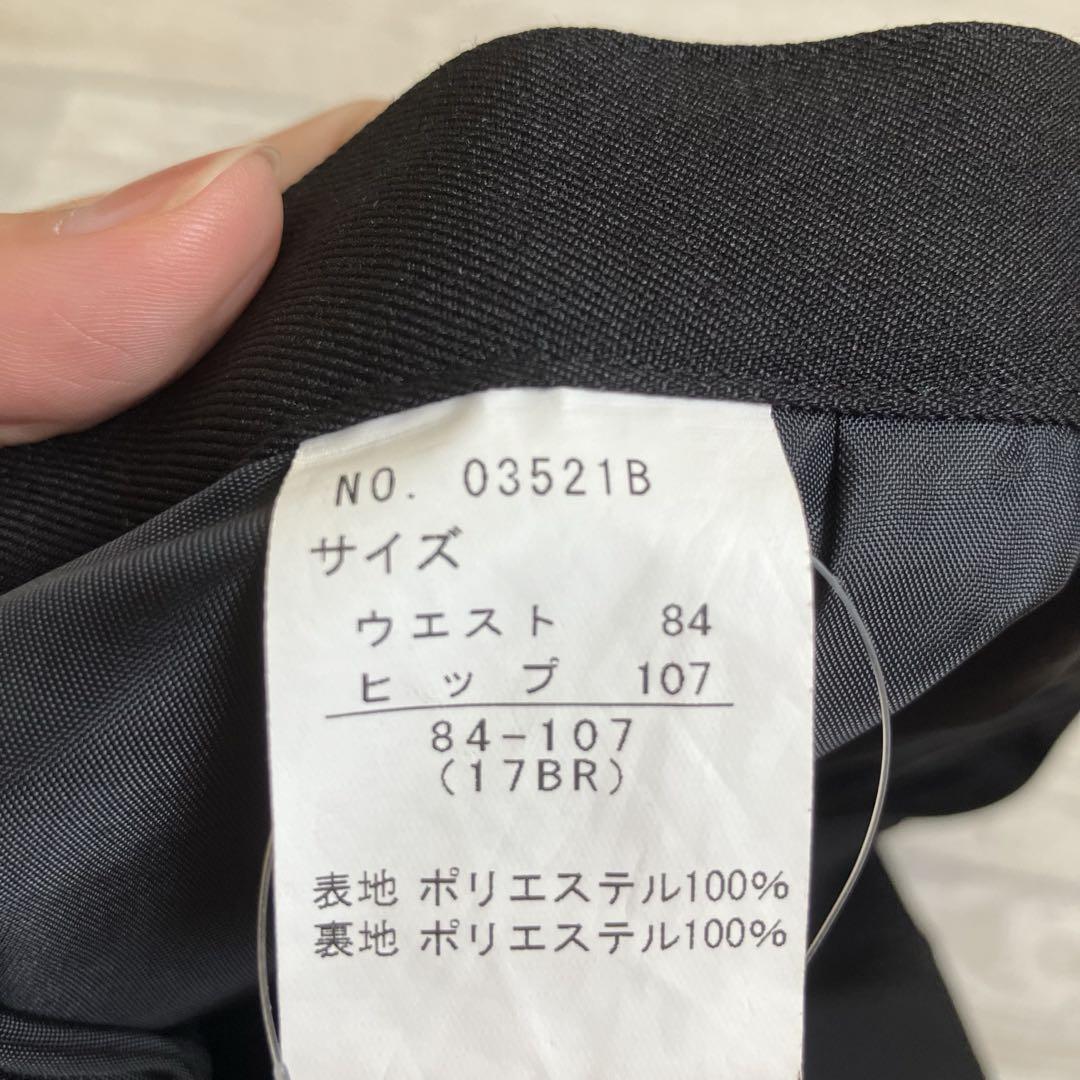 NO. 03521B
サイズ
ウエスト 84
ヒップ 107
84-107
(17BR)
表地 ポリエステル100%
裏地 ポリエステル100%